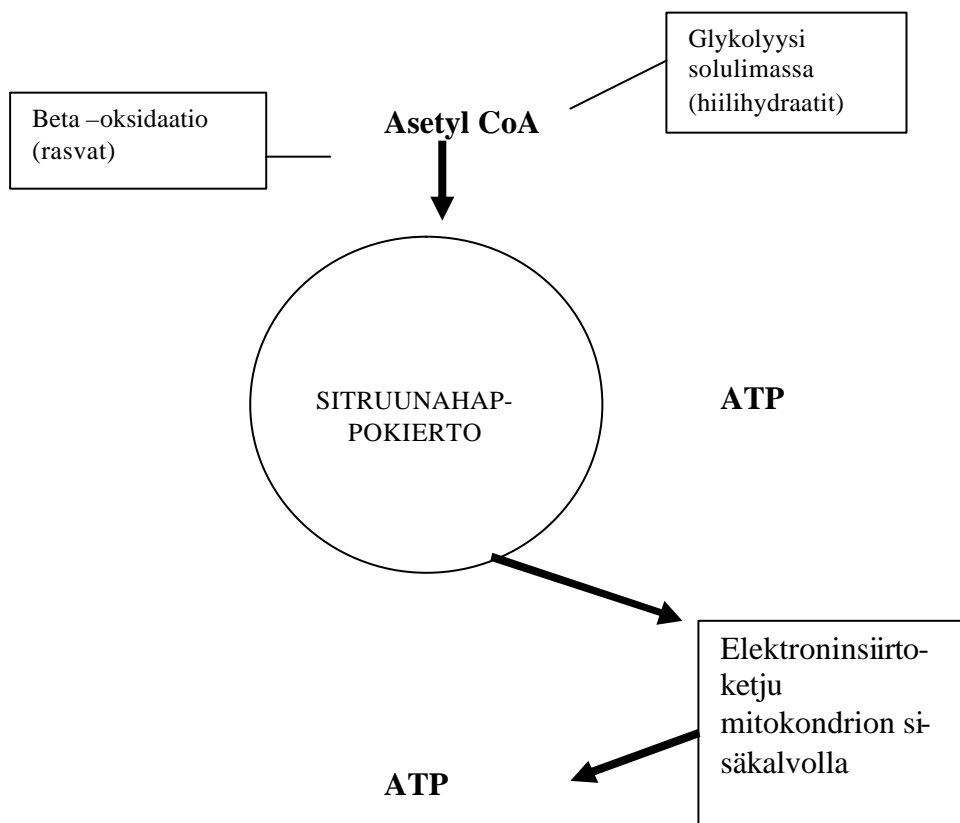 Glykolyysi
solulimassa
(hiilihydraatit)
Beta –oksidaatio
(rasvat)
Asetyl CoA
SITRUUNAHAP-
POKIERTO
ATP
Elektroninsiirto-
ketju
mitokondrion si-
säkalvolla
ATP